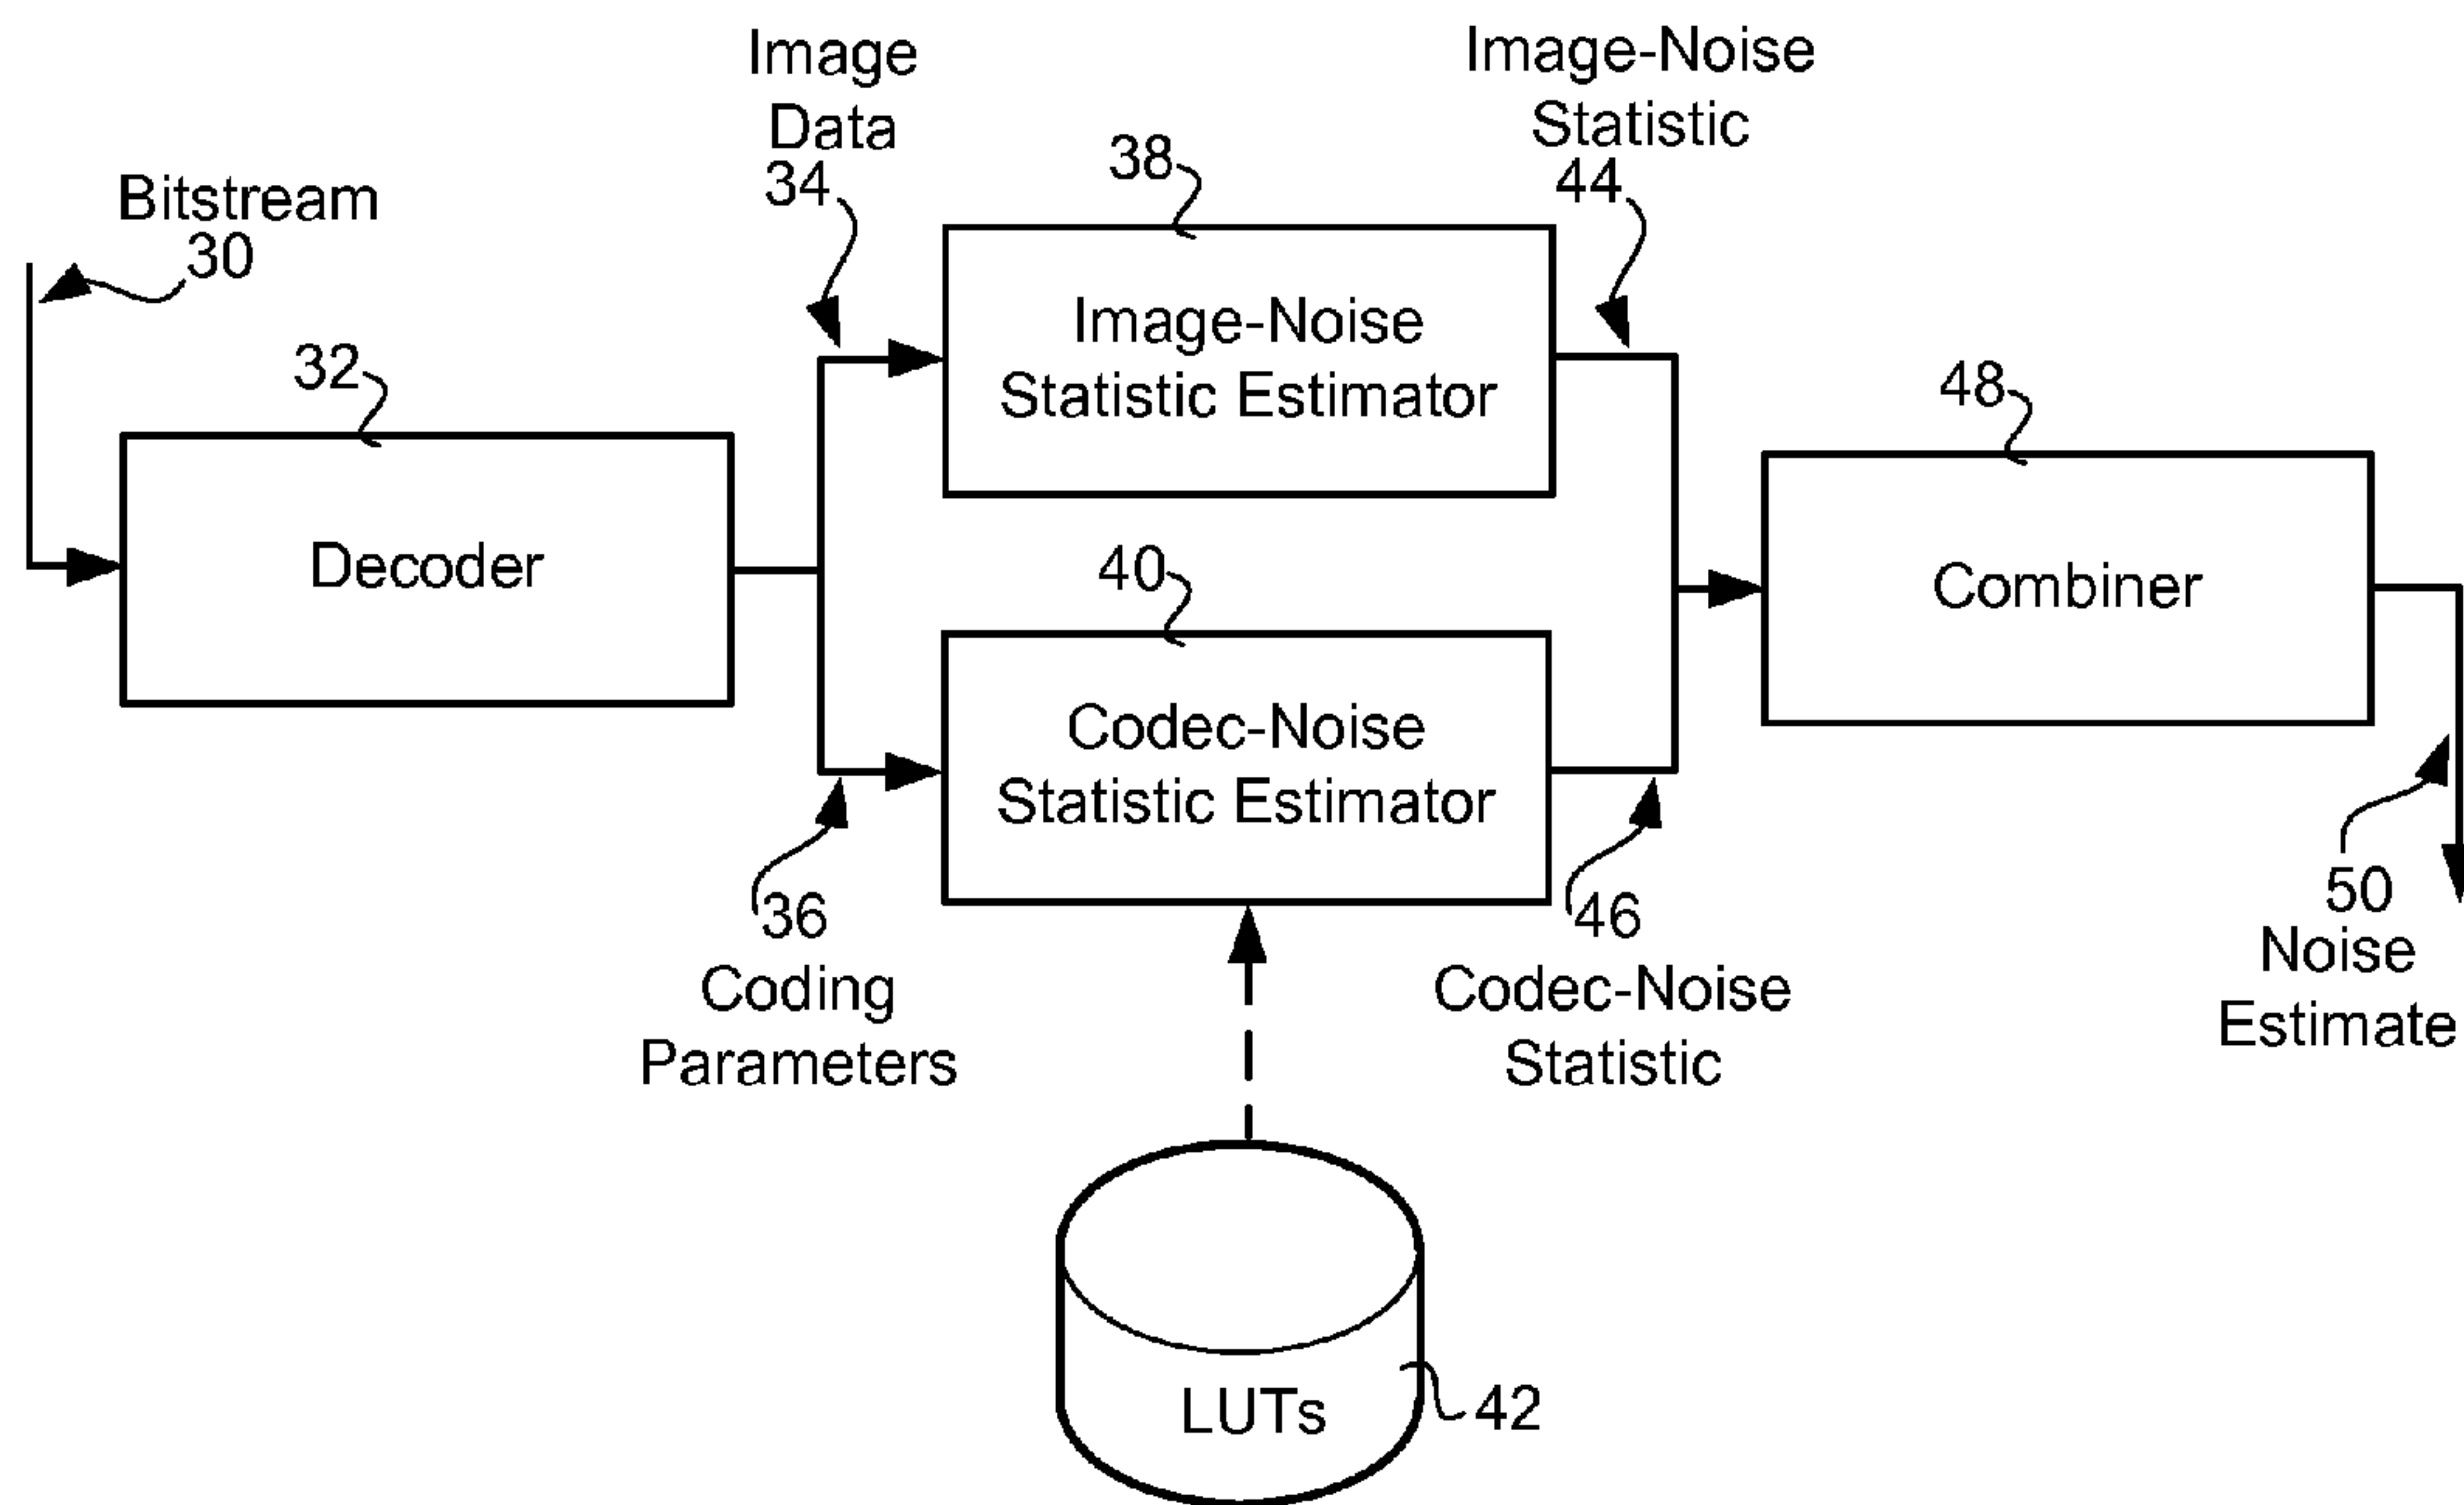 Image
Data
34
Image-Noise
Statistic
44
38
Bitstream
30
Image-Noise
Statistic Estimator
32
48
Decoder
40
Combiner
Codec-Noise
Statistic Estimator
36
Coding
Parameters
46
Codec-Noise
Statistic
50
Noise
Estimate
LUTs
42